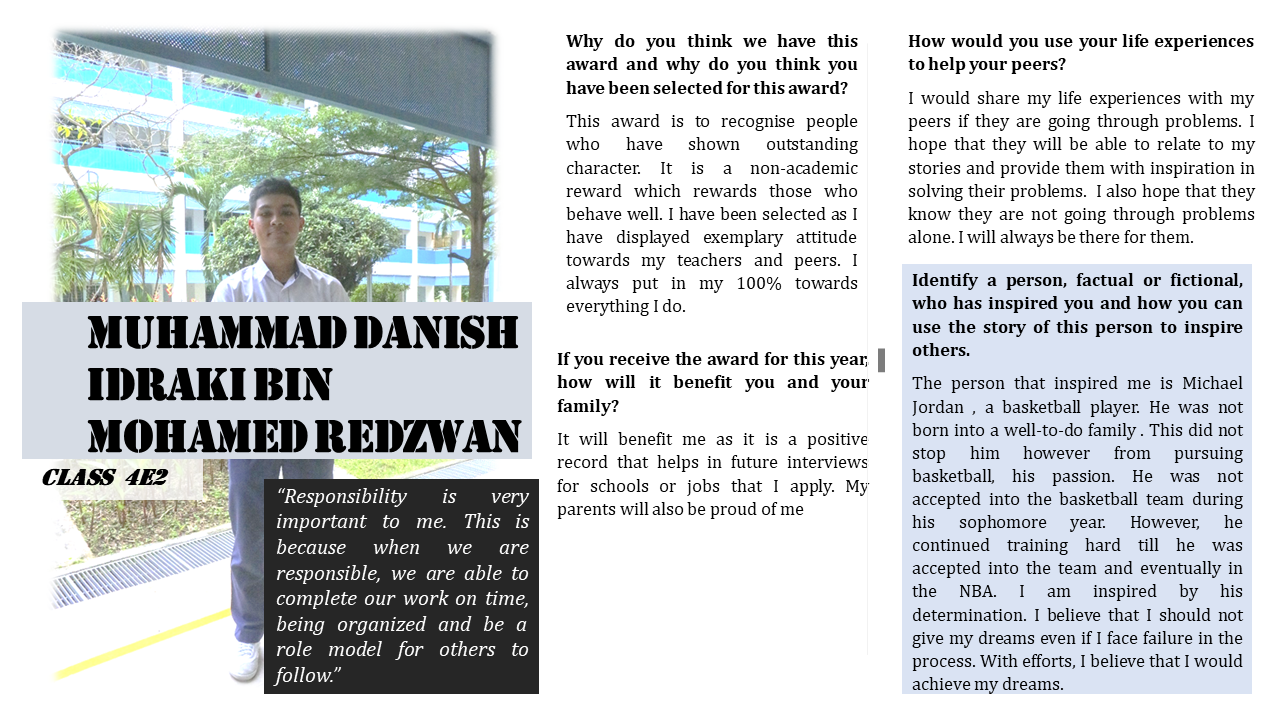 MUHAMMAD DANISH
IDRAKI BIN
MOHAMED REDZWAN
CLASS 4E2
“Responsibility is very
important to me. This is
because when we are
responsible, we are able to
complete our work on time,
being organized and be a
role model for others to
follow.”
Why do you think we have this
award and why do you think you
have been selected for this award?
This award is to recognise people
who have shown outstanding
character. It is a non-academic
reward which rewards those who
behave well. I have been selected as I
have displayed exemplary attitude
towards my teachers and peers. I
always put in my 100% towards
everything I do.
If you receive the award for this year,
how will it benefit you and your
family?
It will benefit me as it is a positive
record that helps in future interviews
for schools or jobs that I apply. My
parents will also be proud of me
How would you use your life experiences
to help your peers?
I would share my life experiences with my
peers if they are going through problems. I
hope that they will be able to relate to my
stories and provide them with inspiration in
solving their problems. I also hope that they
know they are not going through problems
alone. I will always be there for them.
Identify a person, factual or fictional,
who has inspired you and how you can
use the story of this person to inspire
others.
The person that inspired me is Michael
Jordan , a basketball player. He was not
born into a well-to-do family . This did not
stop him however from pursuing
basketball, his passion. He was not
accepted into the basketball team during
his sophomore year. However, he
continued training hard till he was
accepted into the team and eventually in
the NBA. I am inspired by his
determination. I believe that I should not
give my dreams even if I face failure in the
process. With efforts, I believe that I would
achieve my dreams.